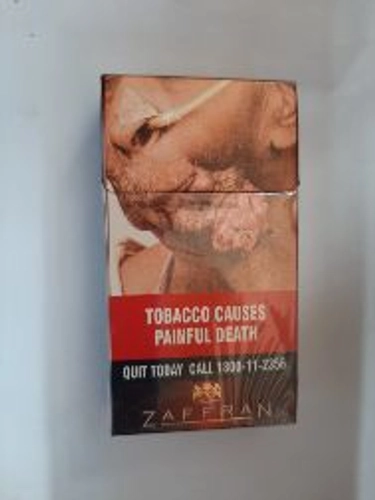 TOBACCO CAUSES
PAINFUL DEATH
QUIT TODAY CALL 1800-11-2356
ZAFFRAN